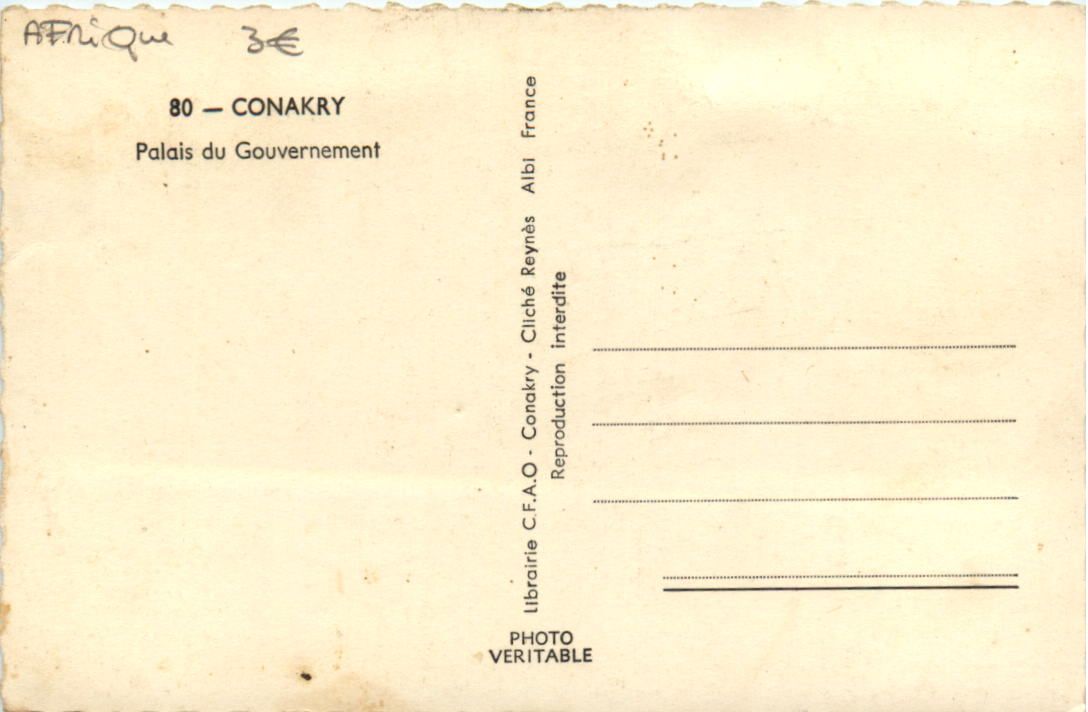 AFRiQue 3€
80 — CONAKRY
Palais du Gouvernement
Librairie C.F.A.O - Conakry - Cliché Reynès Albi France
Reproduction interdite
PHOTO
VERITABLE